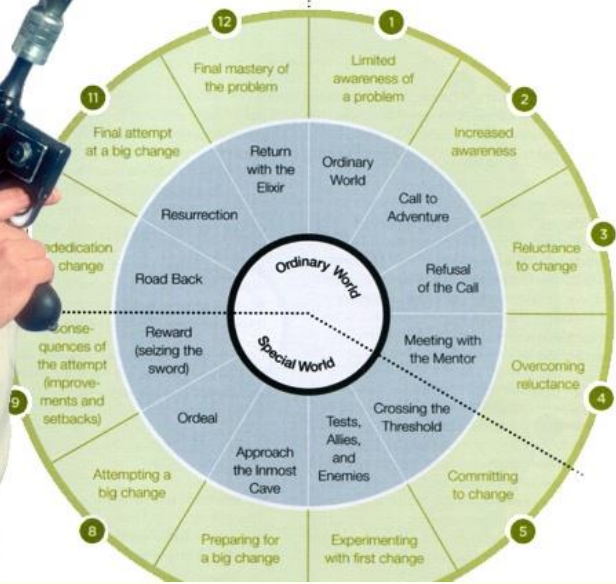 12
1
Final mastery of
the problem
Limited
awareness of
a problem
11
2
Final attempt
at a big change
Increased
awareness
Return
with the
Elixir
Ordinary
World
Resurrection
Call to
Adventure
3
change
Reluctance
to change
Road Back
Refusal
of the Call
Ordinary World
Special World
Reward
(seizing the
sword)
Meeting with
the Mentor
Conse-
quences of
the attempt
(improve-
ments and
setbacks)
Overcoming
reluctance
9
4
Ordeal
Crossing the
Threshold
Approach
the Inmost
Cave
Tests,
Allies,
and
Enemies
Attempting a
big change
Committing
to change
8
5
Preparing for
a big change
Experimenting
with first change